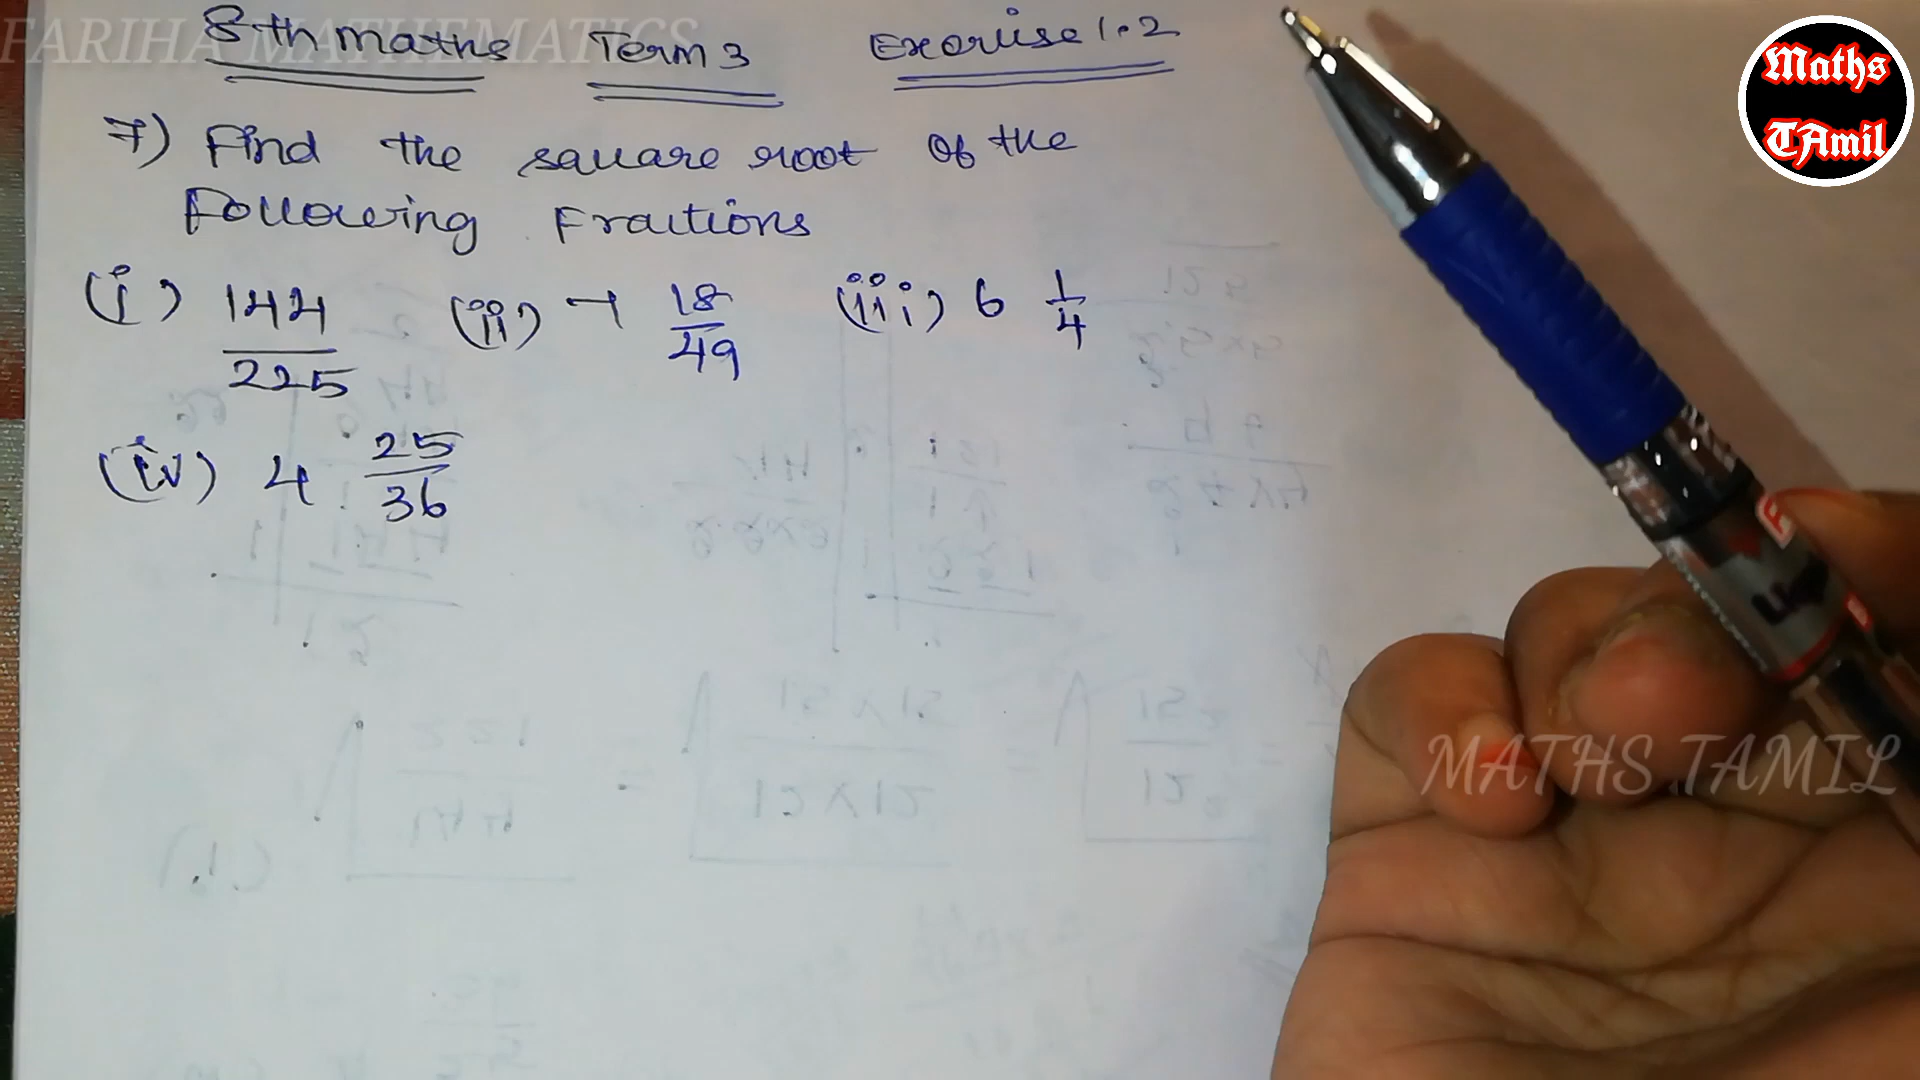 FARIHA MATHEMATICS
8th maths Term 3 Exercise 1.2
7) Find the square root of the
Following Fractions
(i) 144/225 (ii) 7 18/49 (iii) 6 1/4
(iv) 4 25/36
Maths
TAmil
MATHS TAMIL